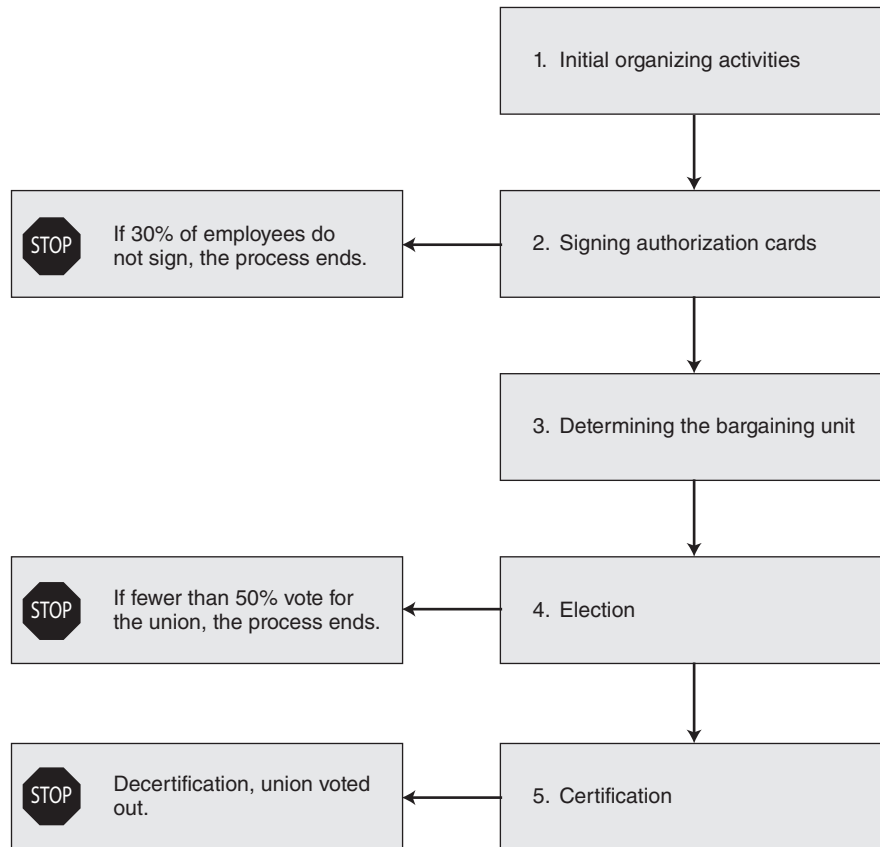 1. Initial organizing activities
STOP
If 30% of employees do
not sign, the process ends.
2. Signing authorization cards
3. Determining the bargaining unit
STOP
If fewer than 50% vote for
the union, the process ends.
4. Election
STOP
Decertification, union voted
out.
5. Certification